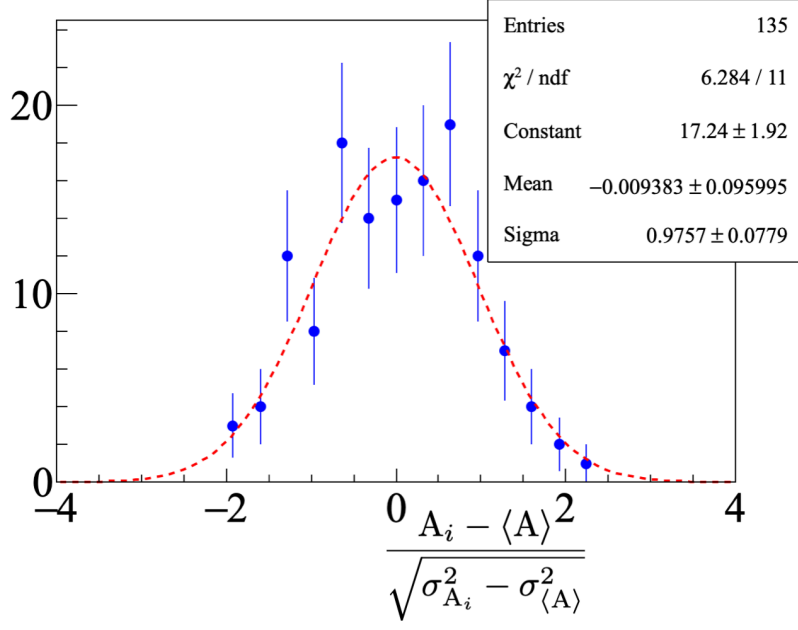 Entries 135
χ² / ndf 6.284 / 11
Constant 17.24 ± 1.92
Mean −0.009383 ± 0.095995
Sigma 0.9757 ± 0.0779
20
10
0
−4 −2 0 2 4
A_i − ⟨A⟩
√(σ²_{A_i} − σ²_{⟨A⟩})